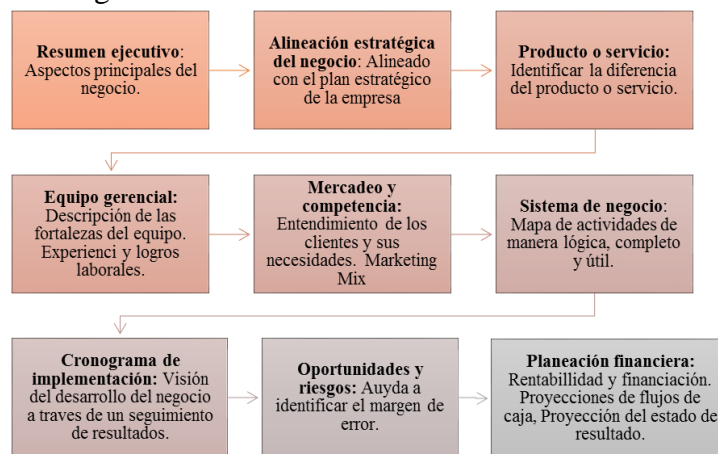 Resumen ejecutivo:
Aspectos principales del
negocio.
Alineación estratégica
del negocio: Alineado
con el plan estratégico
de la empresa
Producto o servicio:
Identificar la diferencia
del producto o servicio.
Equipo gerencial:
Descripción de las
fortalezas del equipo.
Experienci y logros
laborales.
Mercadeo y
competencia:
Entendimiento de los
clientes y sus
necesidades. Marketing
Mix
Sistema de negocio:
Mapa de actividades de
manera lógica, completo
y útil.
Cronograma de
implementación: Visión
del desarrollo del negocio
a traves de un seguimiento
de resultados.
Oportunidades y
riesgos: Auyda a
identificar el margen de
error.
Planeación financiera:
Rentabillidad y financiación.
Proyecciones de flujos de
caja, Proyección del estado de
resultado.